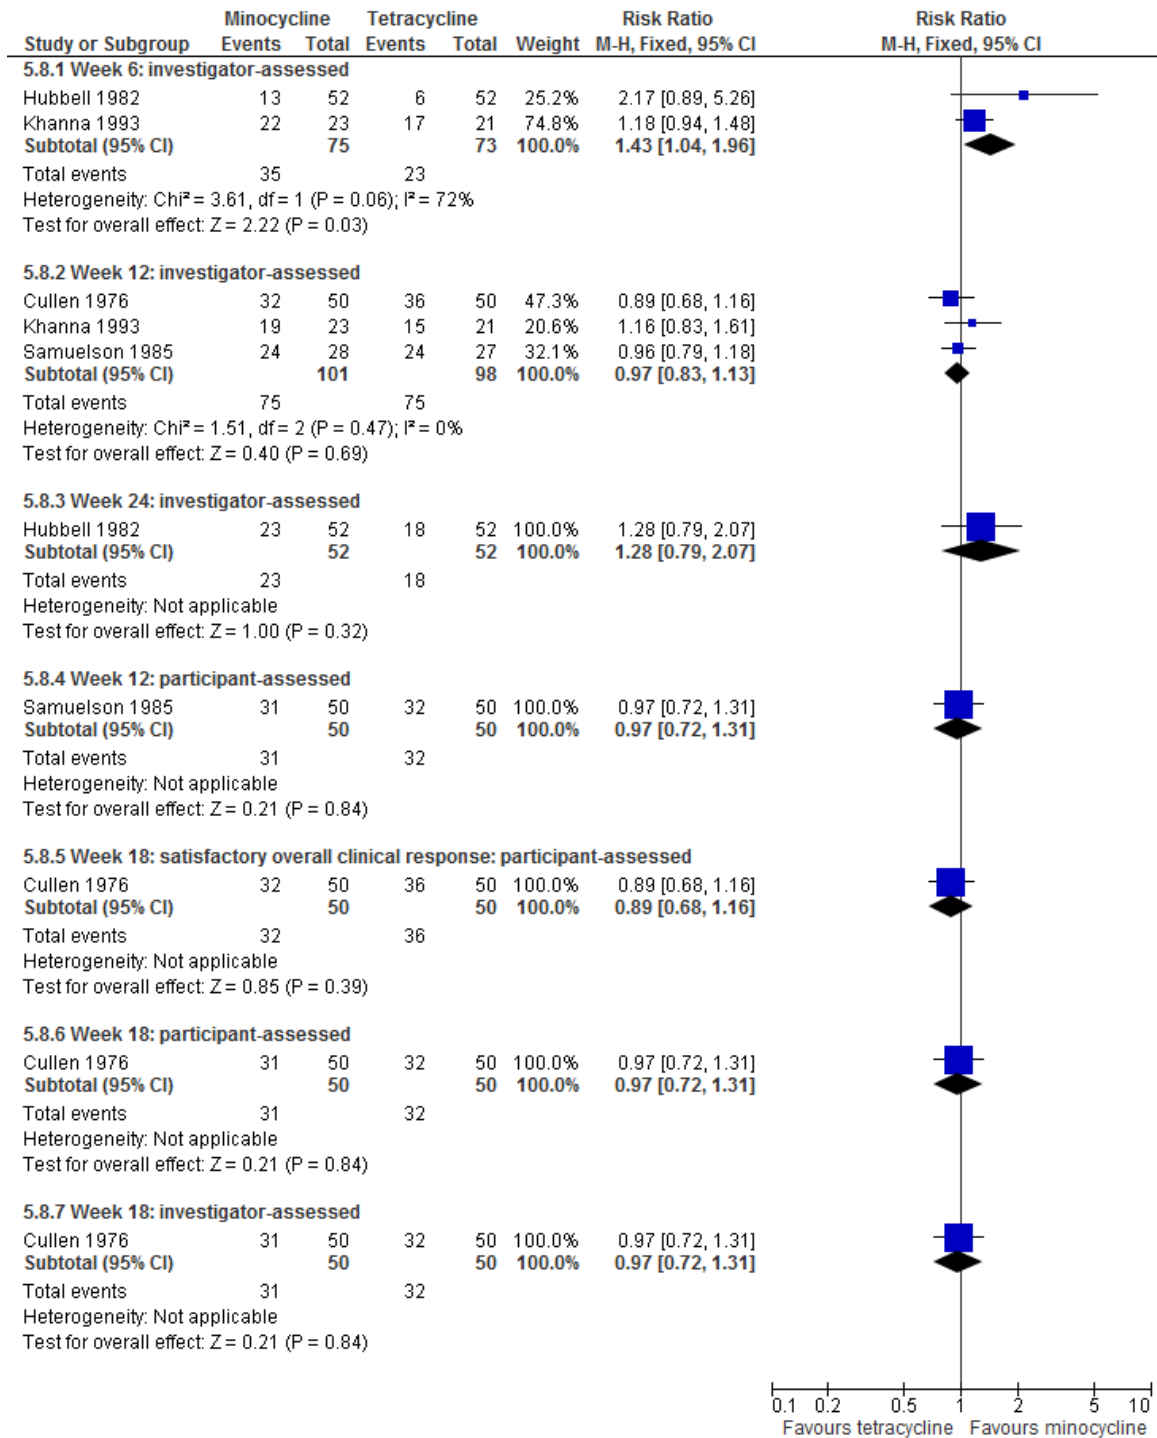 Minocycline Tetracycline Risk Ratio Risk Ratio
Study or Subgroup Events Total Events Total Weight M-H, Fixed, 95% CI M-H, Fixed, 95% CI
5.8.1 Week 6: investigator-assessed
Hubbell 1982 13 52 6 52 25.2% 2.17 [0.89, 5.26]
Khanna 1993 22 23 17 21 74.8% 1.18 [0.94, 1.48]
Subtotal (95% CI) 75 73 100.0% 1.43 [1.04, 1.96]
Total events 35 23
Heterogeneity: Chi² = 3.61, df = 1 (P = 0.06); I² = 72%
Test for overall effect: Z = 2.22 (P = 0.03)
5.8.2 Week 12: investigator-assessed
Cullen 1976 32 50 36 50 47.3% 0.89 [0.68, 1.16]
Khanna 1993 19 23 15 21 20.6% 1.16 [0.83, 1.61]
Samuelson 1985 24 28 24 27 32.1% 0.96 [0.79, 1.18]
Subtotal (95% CI) 101 98 100.0% 0.97 [0.83, 1.13]
Total events 75 75
Heterogeneity: Chi² = 1.51, df = 2 (P = 0.47); I² = 0%
Test for overall effect: Z = 0.40 (P = 0.69)
5.8.3 Week 24: investigator-assessed
Hubbell 1982 23 52 18 52 100.0% 1.28 [0.79, 2.07]
Subtotal (95% CI) 52 52 100.0% 1.28 [0.79, 2.07]
Total events 23 18
Heterogeneity: Not applicable
Test for overall effect: Z = 1.00 (P = 0.32)
5.8.4 Week 12: participant-assessed
Samuelson 1985 31 50 32 50 100.0% 0.97 [0.72, 1.31]
Subtotal (95% CI) 50 50 100.0% 0.97 [0.72, 1.31]
Total events 31 32
Heterogeneity: Not applicable
Test for overall effect: Z = 0.21 (P = 0.84)
5.8.5 Week 18: satisfactory overall clinical response: participant-assessed
Cullen 1976 32 50 36 50 100.0% 0.89 [0.68, 1.16]
Subtotal (95% CI) 50 50 100.0% 0.89 [0.68, 1.16]
Total events 32 36
Heterogeneity: Not applicable
Test for overall effect: Z = 0.85 (P = 0.39)
5.8.6 Week 18: participant-assessed
Cullen 1976 31 50 32 50 100.0% 0.97 [0.72, 1.31]
Subtotal (95% CI) 50 50 100.0% 0.97 [0.72, 1.31]
Total events 31 32
Heterogeneity: Not applicable
Test for overall effect: Z = 0.21 (P = 0.84)
5.8.7 Week 18: investigator-assessed
Cullen 1976 31 50 32 50 100.0% 0.97 [0.72, 1.31]
Subtotal (95% CI) 50 50 100.0% 0.97 [0.72, 1.31]
Total events 31 32
Heterogeneity: Not applicable
Test for overall effect: Z = 0.21 (P = 0.84)
0.1 0.2 0.5 1 2 5 10
Favours tetracycline Favours minocycline